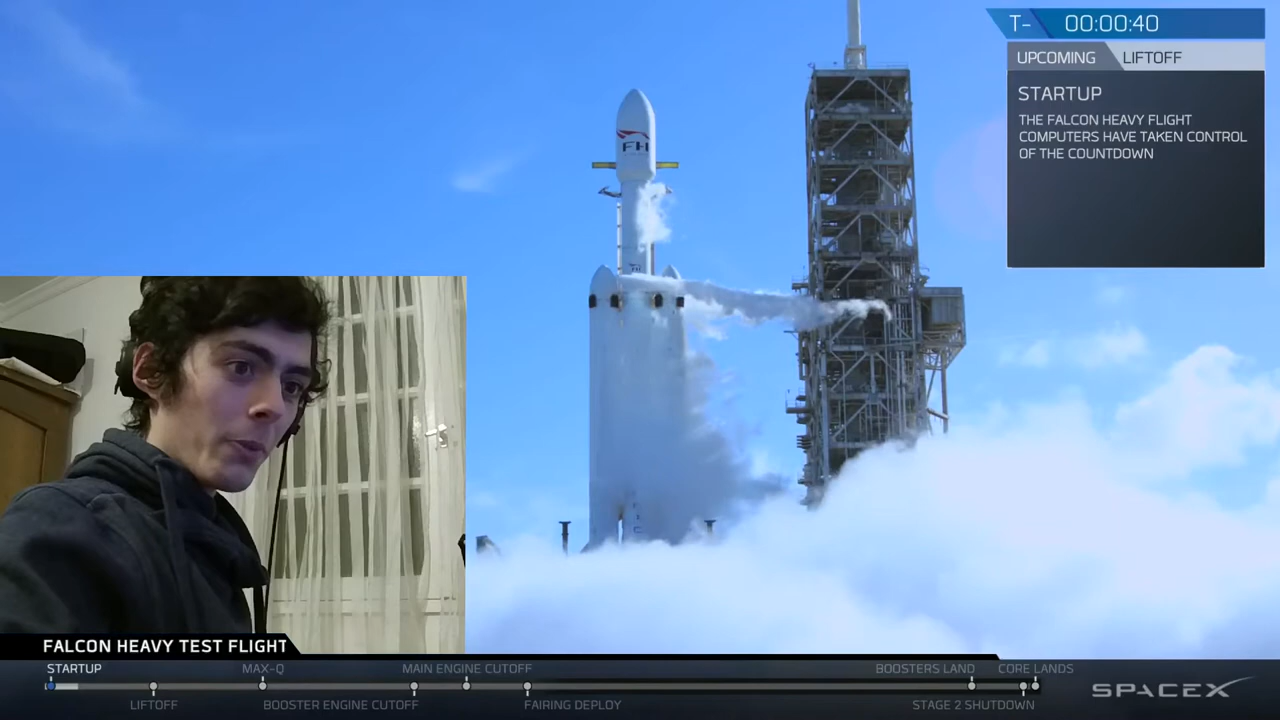 T- 00:00:40
UPCOMING LIFTOFF
STARTUP
THE FALCON HEAVY FLIGHT
COMPUTERS HAVE TAKEN CONTROL
OF THE COUNTDOWN
FH
FALCON HEAVY TEST FLIGHT
STARTUP MAX-Q MAIN ENGINE CUTOFF BOOSTERS LAND CORE LANDS
LIFTOFF BOOSTER ENGINE CUTOFF FAIRING DEPLOY STAGE 2 SHUTDOWN
SPACEX